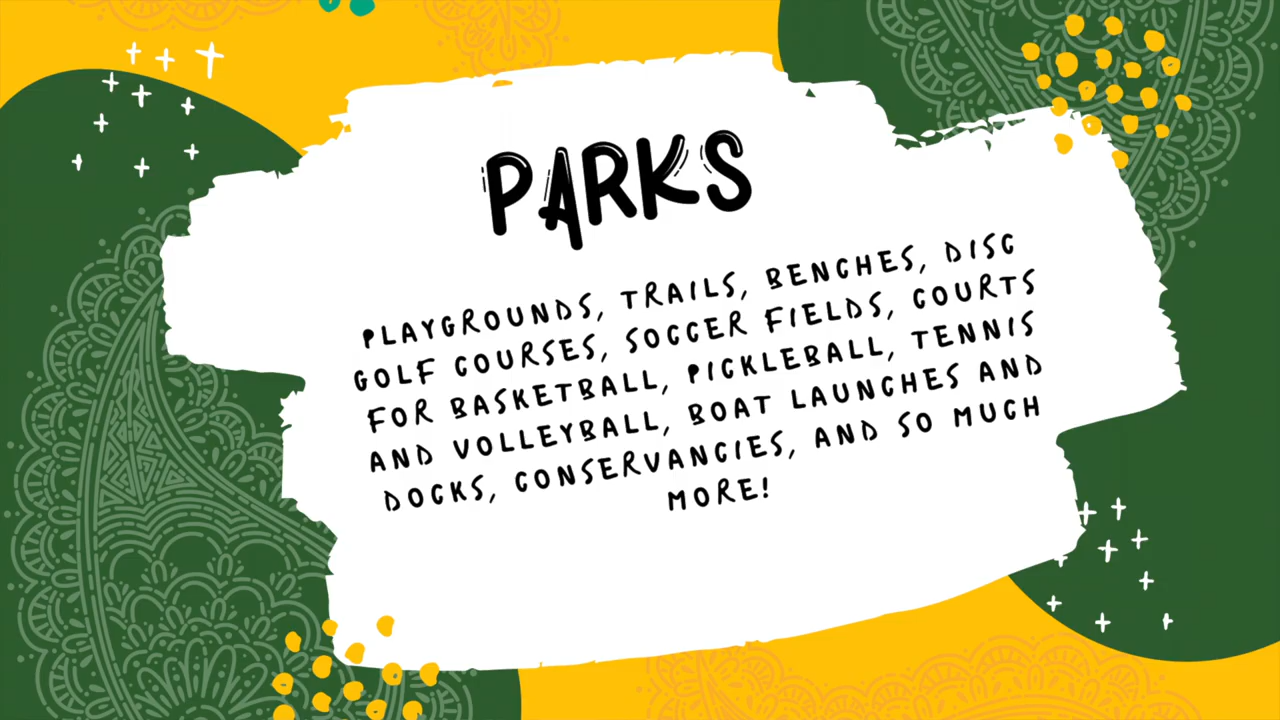 PARKS
PLAYGROUNDS, TRAILS, BENCHES, DISC
GOLF COURSES, SOCCER FIELDS, COURTS
FOR BASKETBALL, PICKLEBALL, TENNIS
AND VOLLEYBALL, BOAT LAUNCHES AND
DOCKS, CONSERVANCIES, AND SO MUCH
MORE!